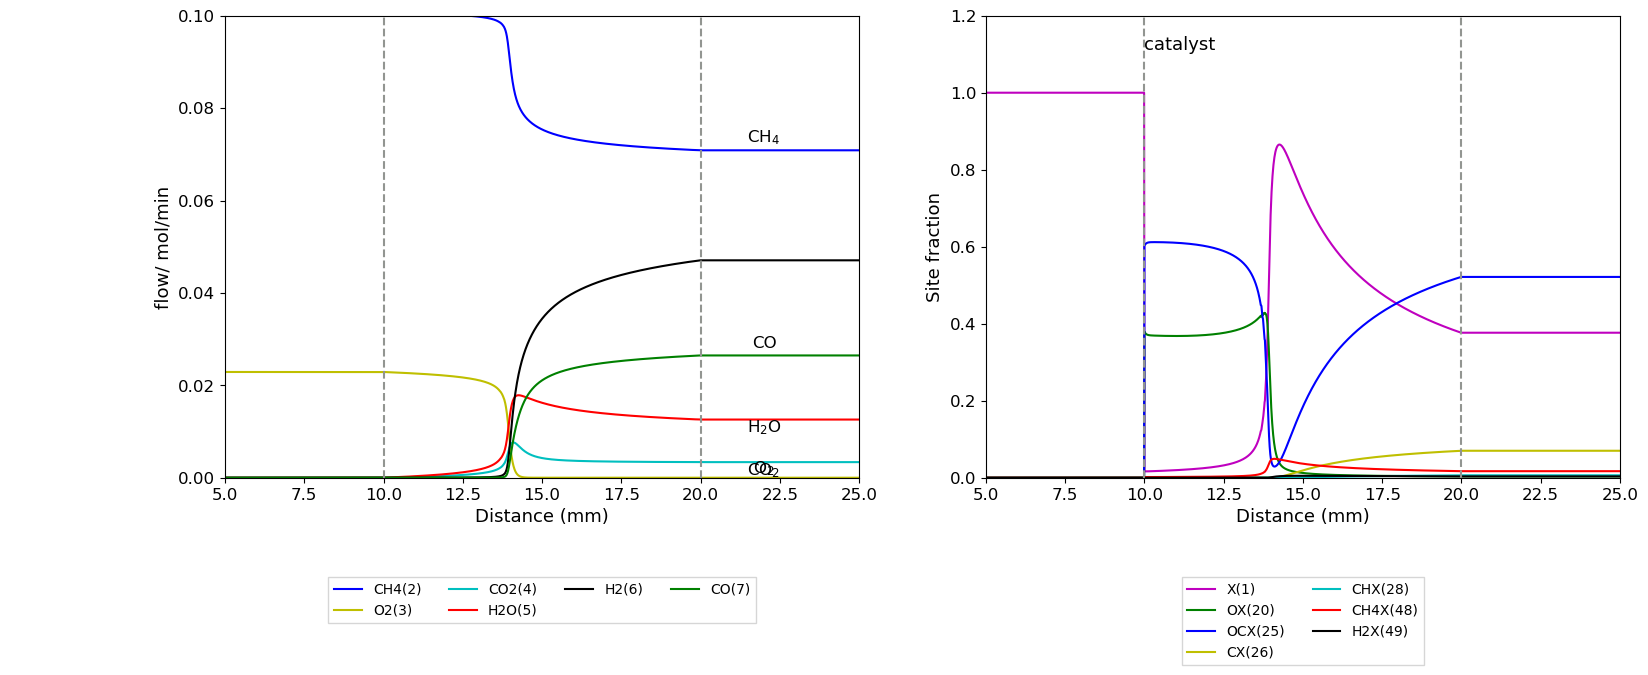 0.10
0.08
0.06
0.04
0.02
0.00
flow/ mol/min
CH₄
CO
H₂O
O₂
CO₂
5.0 7.5 10.0 12.5 15.0 17.5 20.0 22.5 25.0
Distance (mm)
CH4(2) CO2(4) H2(6) CO(7)
O2(3) H2O(5)
1.2
1.0
0.8
0.6
0.4
0.2
0.0
Site fraction
catalyst
5.0 7.5 10.0 12.5 15.0 17.5 20.0 22.5 25.0
Distance (mm)
X(1) CHX(28)
OX(20) CH4X(48)
OCX(25) H2X(49)
CX(26)